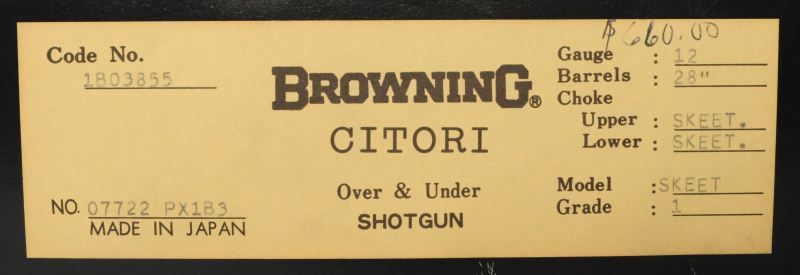 $660.00
Code No.
1B03855
NO. 07722 PX1B3
MADE IN JAPAN
BROWNING®
CITORI
Over & Under
SHOTGUN
Gauge : 12
Barrels : 28"
Choke
Upper : SKEET.
Lower : SKEET.
Model : SKEET
Grade : 1